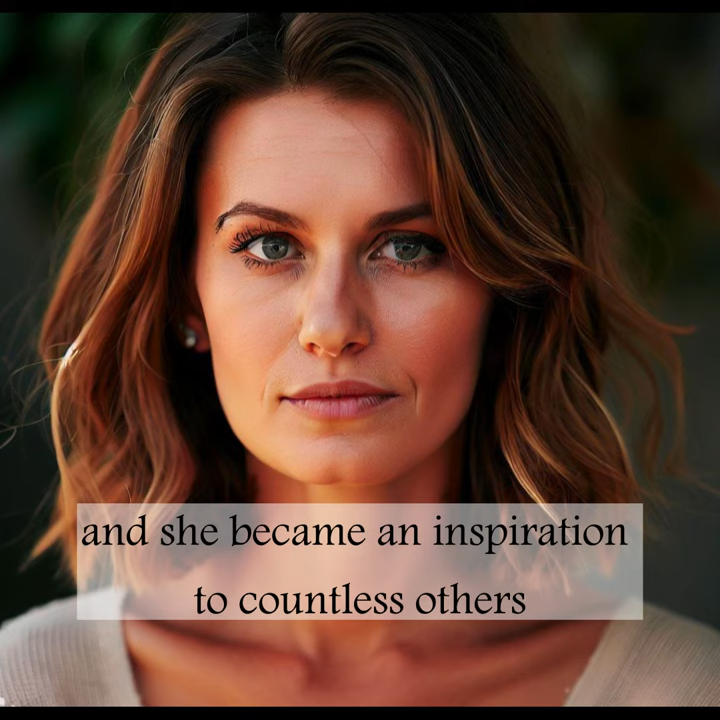 and she became an inspiration
to countless others